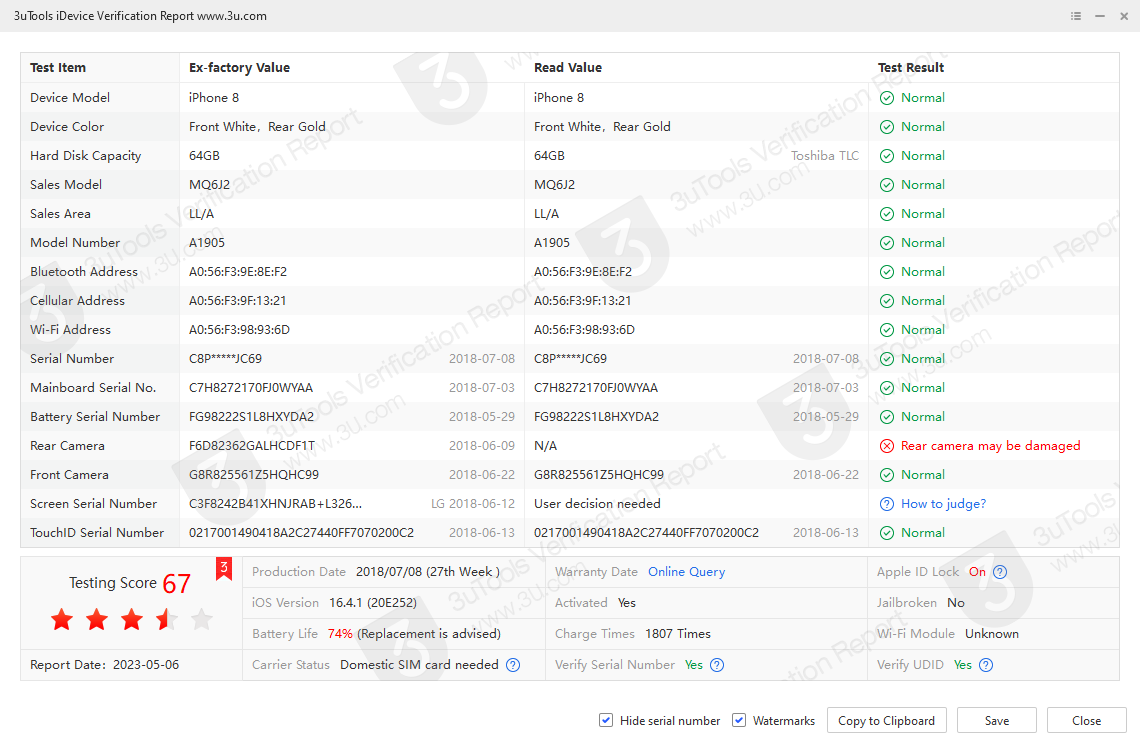 3uTools iDevice Verification Report www.3u.com
Test Item Ex-factory Value Read Value Test Result
Device Model iPhone 8 iPhone 8 Normal
Device Color Front White, Rear Gold Front White, Rear Gold Normal
Hard Disk Capacity 64GB 64GB Toshiba TLC Normal
Sales Model MQ6J2 MQ6J2 Normal
Sales Area LL/A LL/A Normal
Model Number A1905 A1905 Normal
Bluetooth Address A0:56:F3:9E:8E:F2 A0:56:F3:9E:8E:F2 Normal
Cellular Address A0:56:F3:9F:13:21 A0:56:F3:9F:13:21 Normal
Wi-Fi Address A0:56:F3:98:93:6D A0:56:F3:98:93:6D Normal
Serial Number C8P*****JC69 2018-07-08 C8P*****JC69 2018-07-08 Normal
Mainboard Serial No. C7H8272170FJ0WYAA 2018-07-03 C7H8272170FJ0WYAA 2018-07-03 Normal
Battery Serial Number FG98222S1L8HXYDA2 2018-05-29 FG98222S1L8HXYDA2 2018-05-29 Normal
Rear Camera F6D82362GALHCDF1T 2018-06-09 N/A Rear camera may be damaged
Front Camera G8R825561Z5HQHC99 2018-06-22 G8R825561Z5HQHC99 2018-06-22 Normal
Screen Serial Number C3F8242B41XHNJRAB+L326... LG 2018-06-12 User decision needed How to judge?
TouchID Serial Number 0217001490418A2C27440FF7070200C2 2018-06-13 0217001490418A2C27440FF7070200C2 2018-06-13 Normal
Testing Score 67
Production Date 2018/07/08 (27th Week ) Warranty Date Online Query Apple ID Lock On
iOS Version 16.4.1 (20E252) Activated Yes Jailbroken No
Battery Life 74% (Replacement is advised) Charge Times 1807 Times Wi-Fi Module Unknown
Report Date: 2023-05-06 Carrier Status Domestic SIM card needed Verify Serial Number Yes Verify UDID Yes
Hide serial number Watermarks Copy to Clipboard Save Close
3uTools Verification Report
www.3u.com